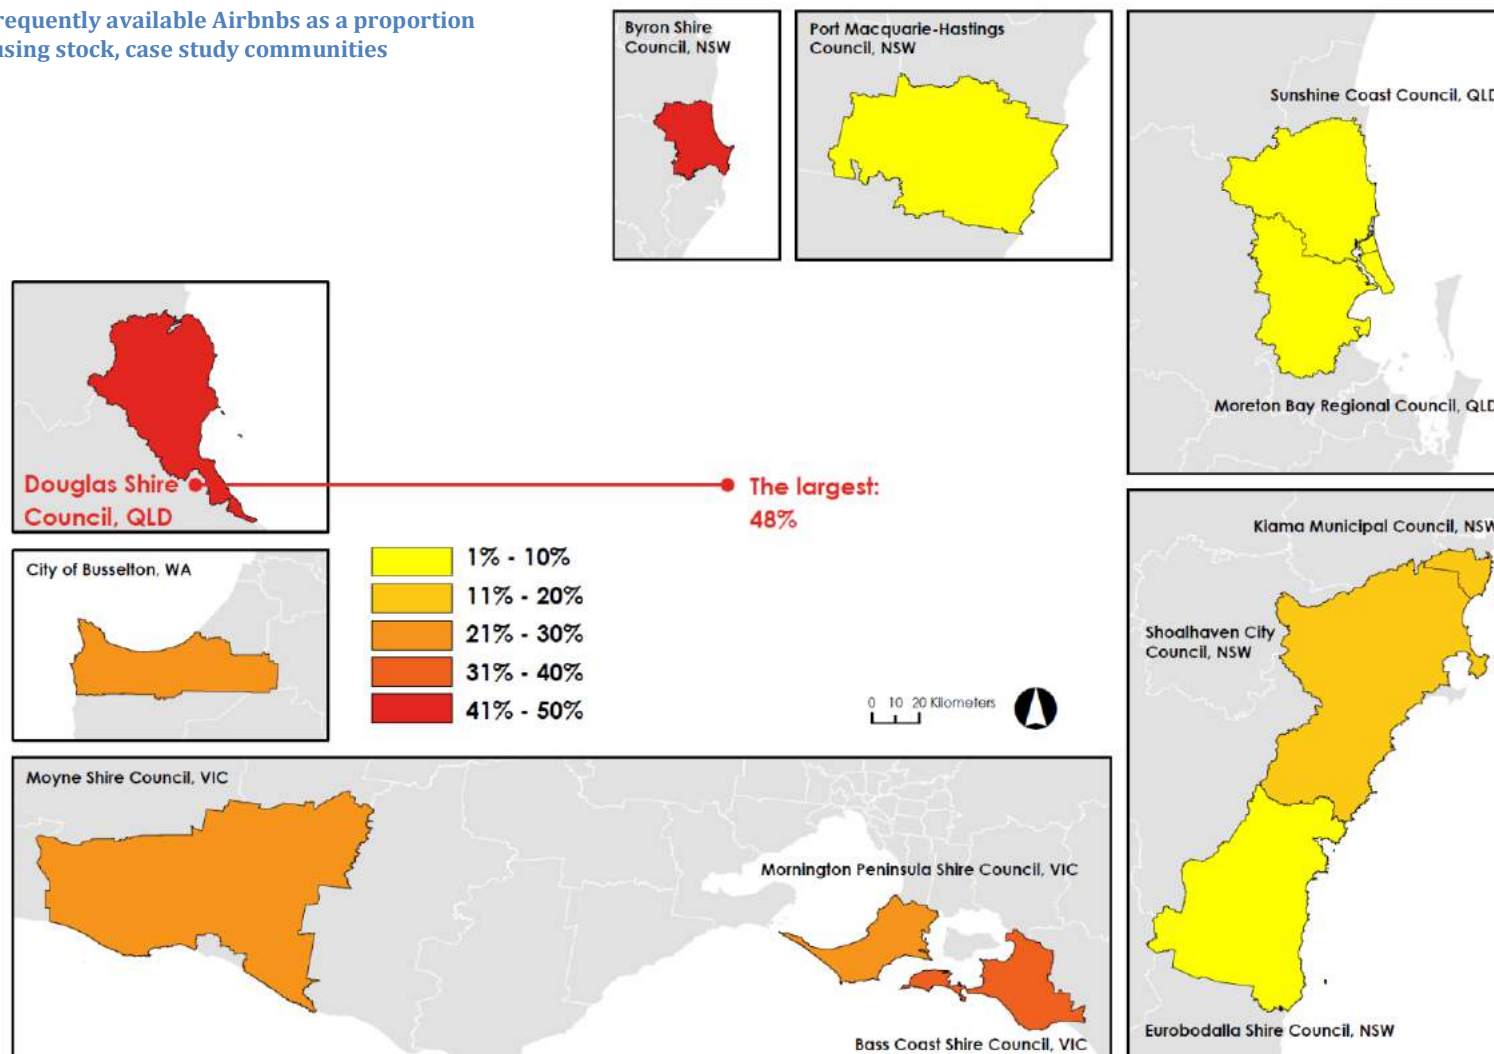 requently available Airbnbs as a proportion
using stock, case study communities
Byron Shire
Council, NSW
Port Macquarie-Hastings
Council, NSW
Sunshine Coast Council, QLD
Moreton Bay Regional Council, QLD
Douglas Shire
Council, QLD
The largest:
48%
City of Busselton, WA
1% - 10%
11% - 20%
21% - 30%
31% - 40%
41% - 50%
0 10 20 Kilometers
Kiama Municipal Council, NSW
Shoalhaven City
Council, NSW
Eurobodalla Shire Council, NSW
Moyne Shire Council, VIC
Mornington Peninsula Shire Council, VIC
Bass Coast Shire Council, VIC